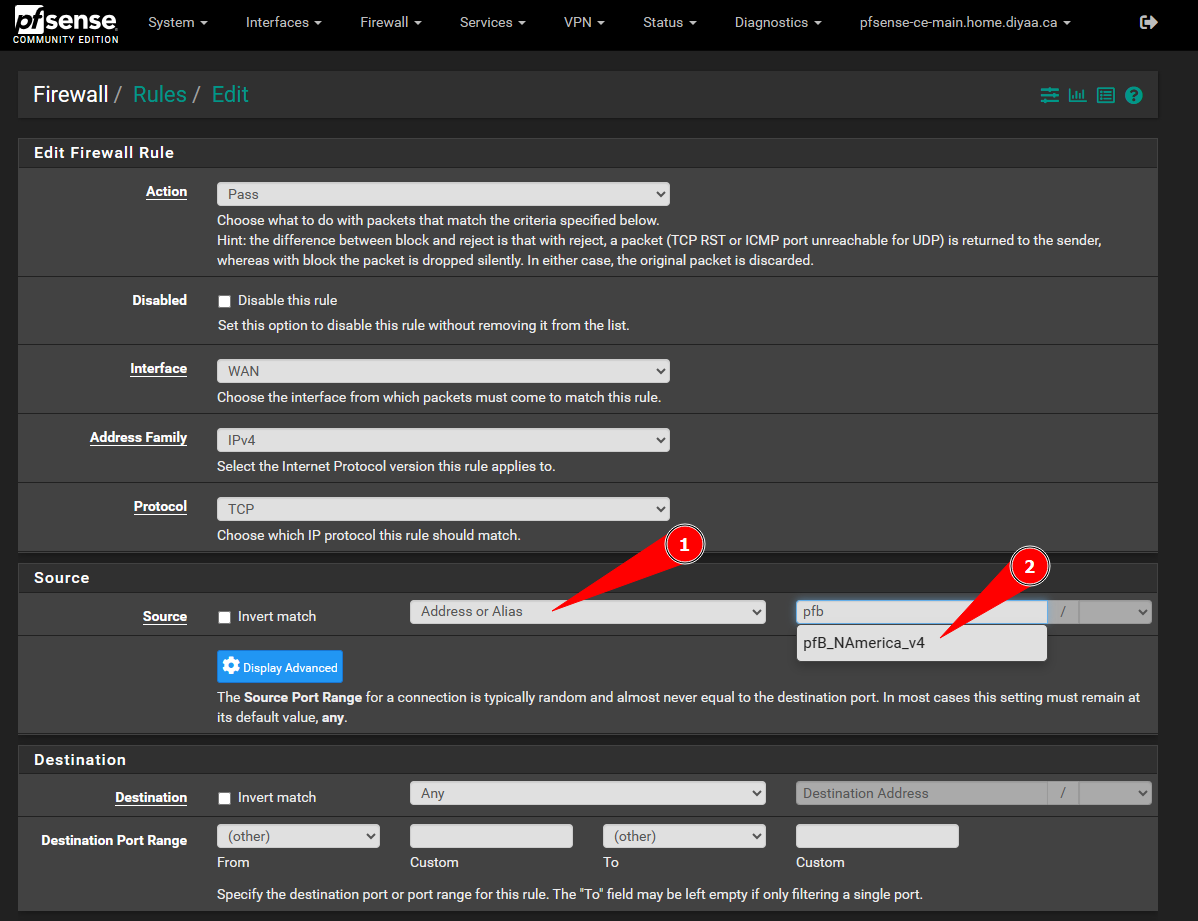 pfsense
COMMUNITY EDITION
System Interfaces Firewall Services VPN Status Diagnostics pfsense-ce-main.home.diyaa.ca
Firewall / Rules / Edit
?
Edit Firewall Rule
Action Pass
Choose what to do with packets that match the criteria specified below.
Hint: the difference between block and reject is that with reject, a packet (TCP RST or ICMP port unreachable for UDP) is returned to the sender,
whereas with block the packet is dropped silently. In either case, the original packet is discarded.
Disabled Disable this rule
Set this option to disable this rule without removing it from the list.
Interface WAN
Choose the interface from which packets must come to match this rule.
Address Family IPv4
Select the Internet Protocol version this rule applies to.
Protocol TCP
Choose which IP protocol this rule should match.
1
2
Source
Source Invert match Address or Alias pfb /
pfB_NAmerica_v4
Display Advanced
The Source Port Range for a connection is typically random and almost never equal to the destination port. In most cases this setting must remain at
its default value, any.
Destination
Destination Invert match Any Destination Address /
Destination Port Range (other) (other)
From Custom To Custom
Specify the destination port or port range for this rule. The "To" field may be left empty if only filtering a single port.